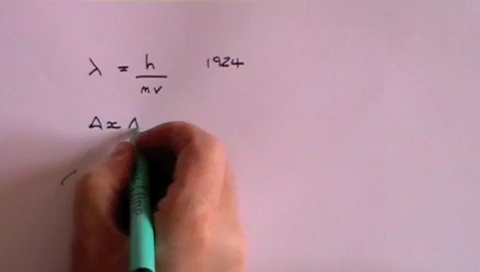 λ = h/mv 1924
Δx Δ